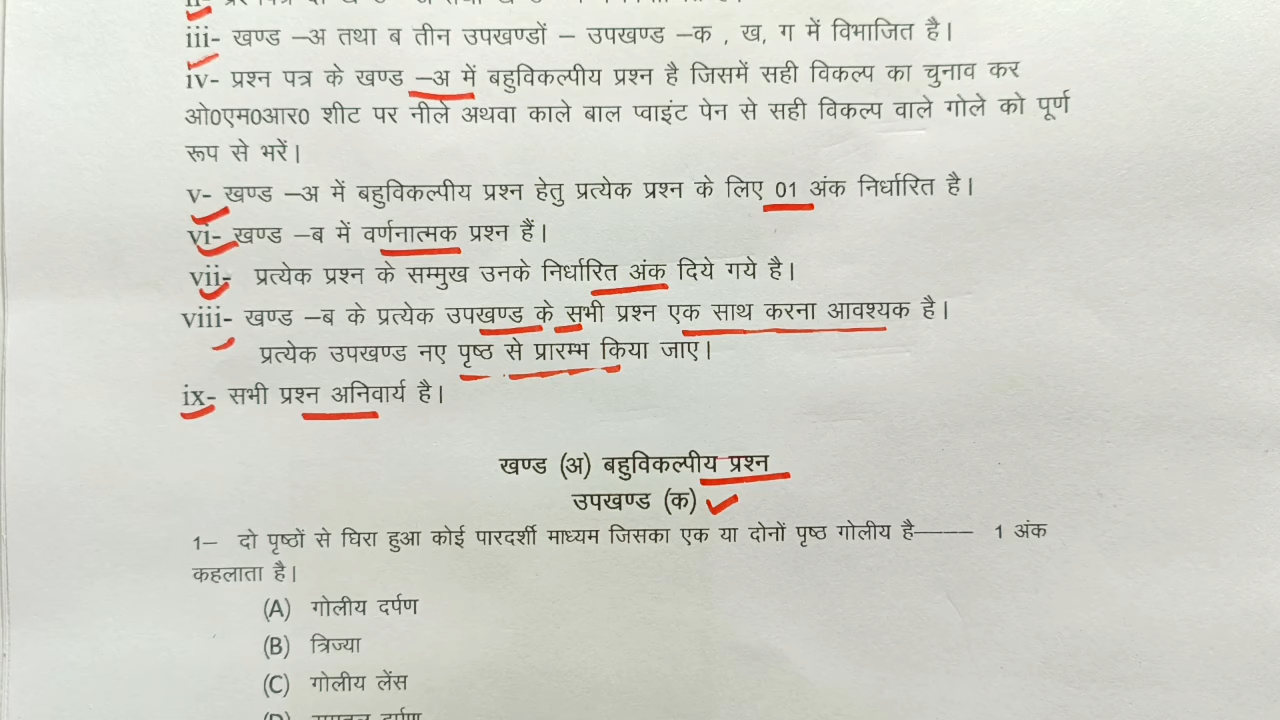 iii- खण्ड –अ तथा ब तीन उपखण्डों – उपखण्ड –क , ख, ग में विभाजित है।
iv- प्रश्न पत्र के खण्ड –अ में बहुविकल्पीय प्रश्न है जिसमें सही विकल्प का चुनाव कर
ओ0एम0आर0 शीट पर नीले अथवा काले बाल प्वाइंट पेन से सही विकल्प वाले गोले को पूर्ण
रूप से भरें।
v- खण्ड –अ में बहुविकल्पीय प्रश्न हेतु प्रत्येक प्रश्न के लिए 01 अंक निर्धारित है।
vi- खण्ड –ब में वर्णनात्मक प्रश्न हैं।
vii- प्रत्येक प्रश्न के सम्मुख उनके निर्धारित अंक दिये गये है।
viii- खण्ड –ब के प्रत्येक उपखण्ड के सभी प्रश्न एक साथ करना आवश्यक है।
प्रत्येक उपखण्ड नए पृष्ठ से प्रारम्भ किया जाए।
ix- सभी प्रश्न अनिवार्य है।
खण्ड (अ) बहुविकल्पीय प्रश्न
उपखण्ड (क)
1– दो पृष्ठों से घिरा हुआ कोई पारदर्शी माध्यम जिसका एक या दोनों पृष्ठ गोलीय है——— 1 अंक
कहलाता है।
(A) गोलीय दर्पण
(B) त्रिज्या
(C) गोलीय लेंस